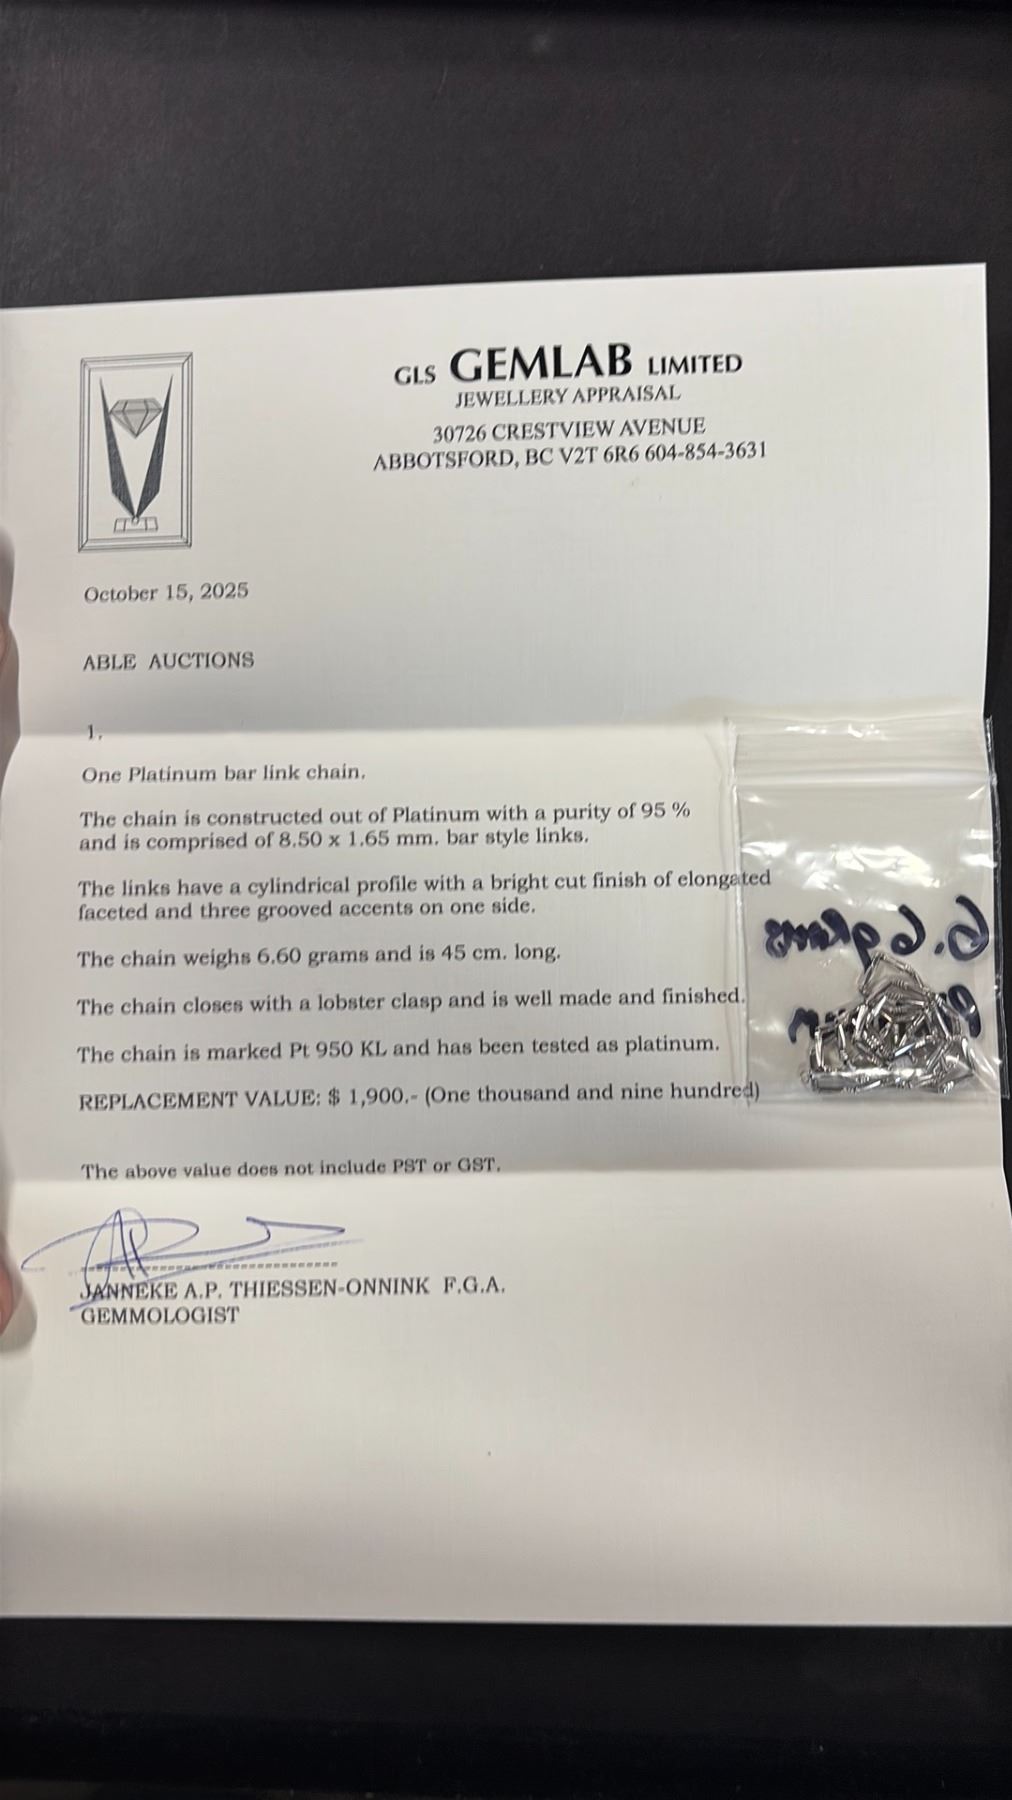 GLS GEMLAB LIMITED
JEWELLERY APPRAISAL
30726 CRESTVIEW AVENUE
ABBOTSFORD, BC V2T 6R6 604-854-3631
October 15, 2025
ABLE AUCTIONS
1.
One Platinum bar link chain.
The chain is constructed out of Platinum with a purity of 95 %
and is comprised of 8.50 x 1.65 mm. bar style links.
The links have a cylindrical profile with a bright cut finish of elongated
faceted and three grooved accents on one side.
6.6 grams
The chain weighs 6.60 grams and is 45 cm. long.
The chain closes with a lobster clasp and is well made and finished.
The chain is marked Pt 950 KL and has been tested as platinum.
REPLACEMENT VALUE: $ 1,900.- (One thousand and nine hundred)
The above value does not include PST or GST.
JANNEKE A.P. THIESSEN-ONNINK F.G.A.
GEMMOLOGIST